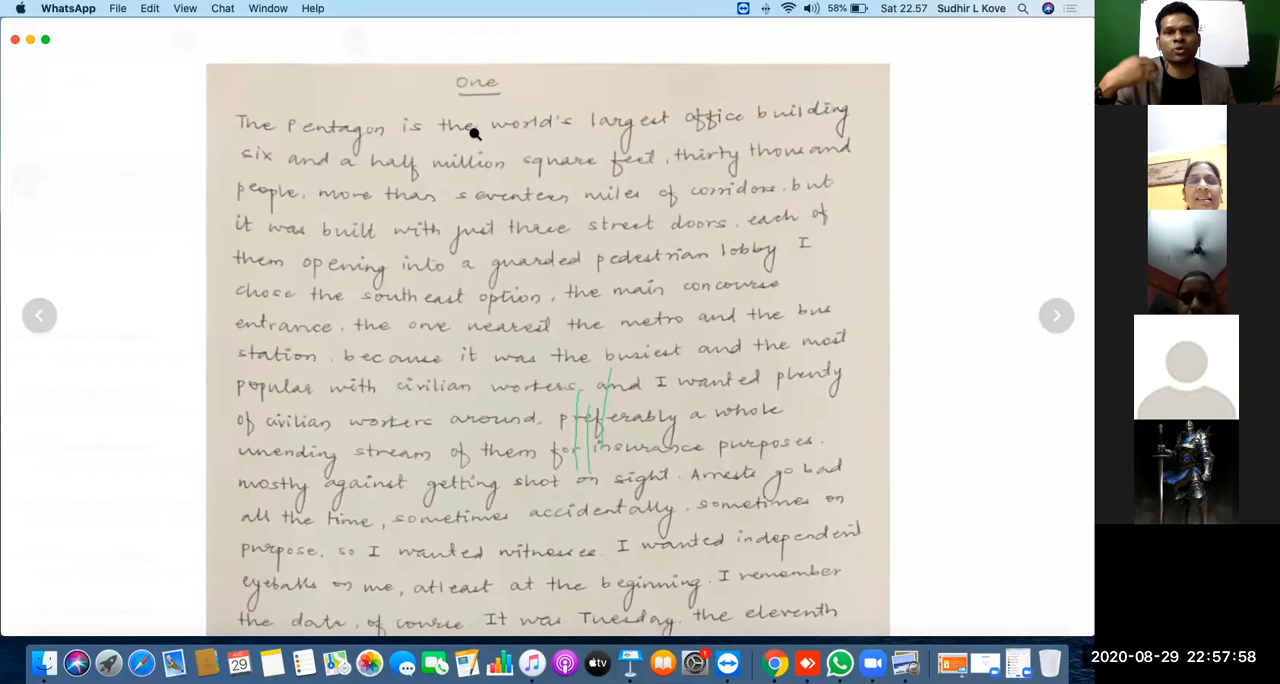 WhatsApp File Edit View Chat Window Help 58% Sat 22.57 Sudhir L Kove
One
The Pentagon is the world's largest office building
six and a half million square feet, thirty thousand
people, more than seventeen miles of corridors, but
it was built with just three street doors, each of
them opening into a guarded pedestrian lobby I
chose the southeast option, the main concourse
entrance, the one nearest the metro and the bus
station, because it was the busiest and the most
popular with civilian workers, and I wanted plenty
of civilian workers around, preferably a whole
unending stream of them for insurance purposes.
mostly against getting shot on sight. Arrests go bad
all the time, sometimes accidentally, sometimes on
purpose, so I wanted witnesses. I wanted independent
eyeballs on me, atleast at the beginning. I remember
the date, of course. It was Tuesday, the eleventh
AUG
29
tv
1
2020-08-29 22:57:58